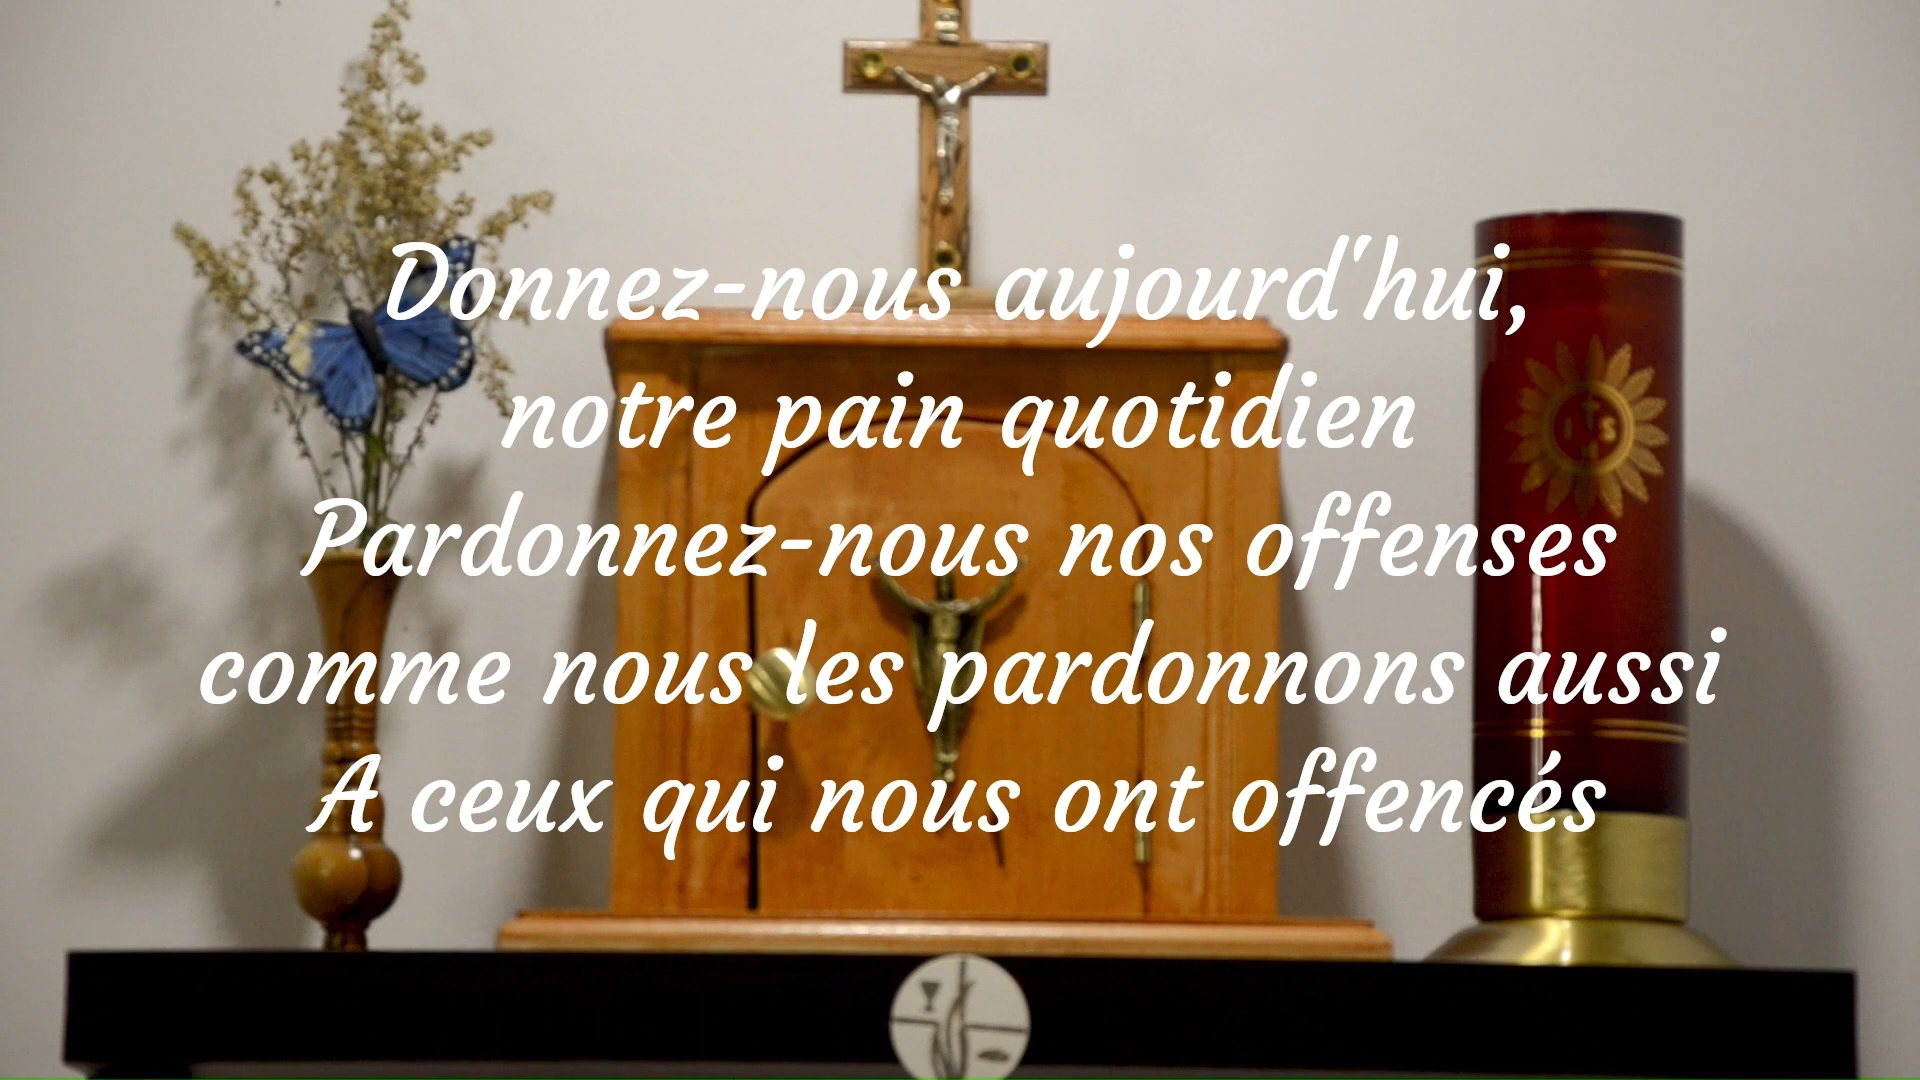 Donnez-nous aujourd'hui,
notre pain quotidien
Pardonnez-nous nos offenses
comme nous les pardonnons aussi
A ceux qui nous ont offencés
IHS